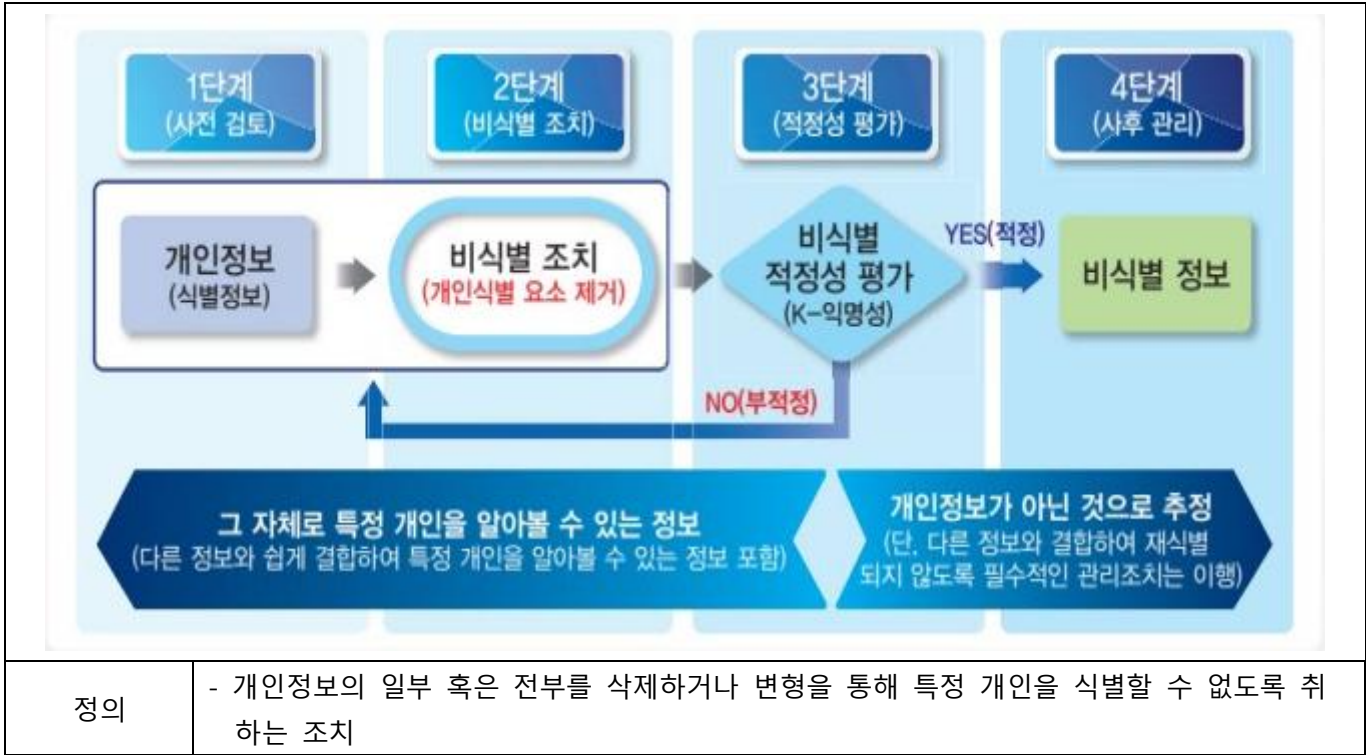 1단계
(사전 검토)
2단계
(비식별 조치)
3단계
(적정성 평가)
4단계
(사후 관리)
개인정보
(식별정보)
비식별 조치
(개인식별 요소 제거)
비식별
적정성 평가
(K-익명성)
YES(적정)
비식별 정보
NO(부적정)
그 자체로 특정 개인을 알아볼 수 있는 정보
(다른 정보와 쉽게 결합하여 특정 개인을 알아볼 수 있는 정보 포함)
개인정보가 아닌 것으로 추정
(단. 다른 정보와 결합하여 재식별
되지 않도록 필수적인 관리조치는 이행)
정의
- 개인정보의 일부 혹은 전부를 삭제하거나 변형을 통해 특정 개인을 식별할 수 없도록 취
하는 조치